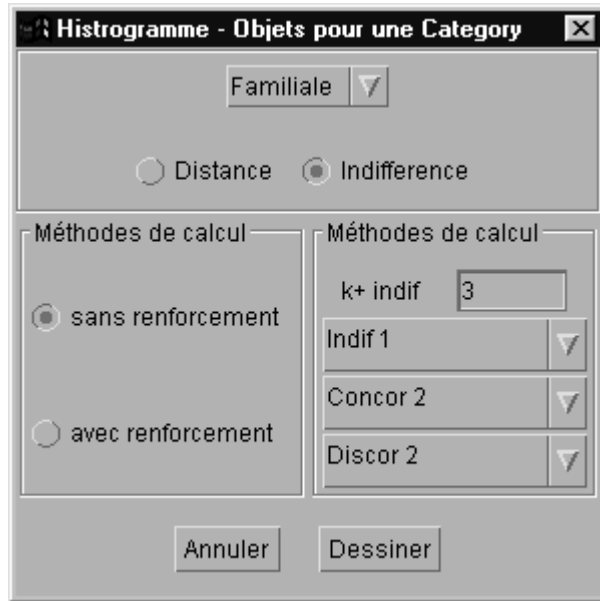 Histrogramme - Objets pour une Category
Familiale
Distance
Indifference
Méthodes de calcul
sans renforcement
avec renforcement
Méthodes de calcul
k+ indif 3
Indif 1
Concor 2
Discor 2
Annuler
Dessiner